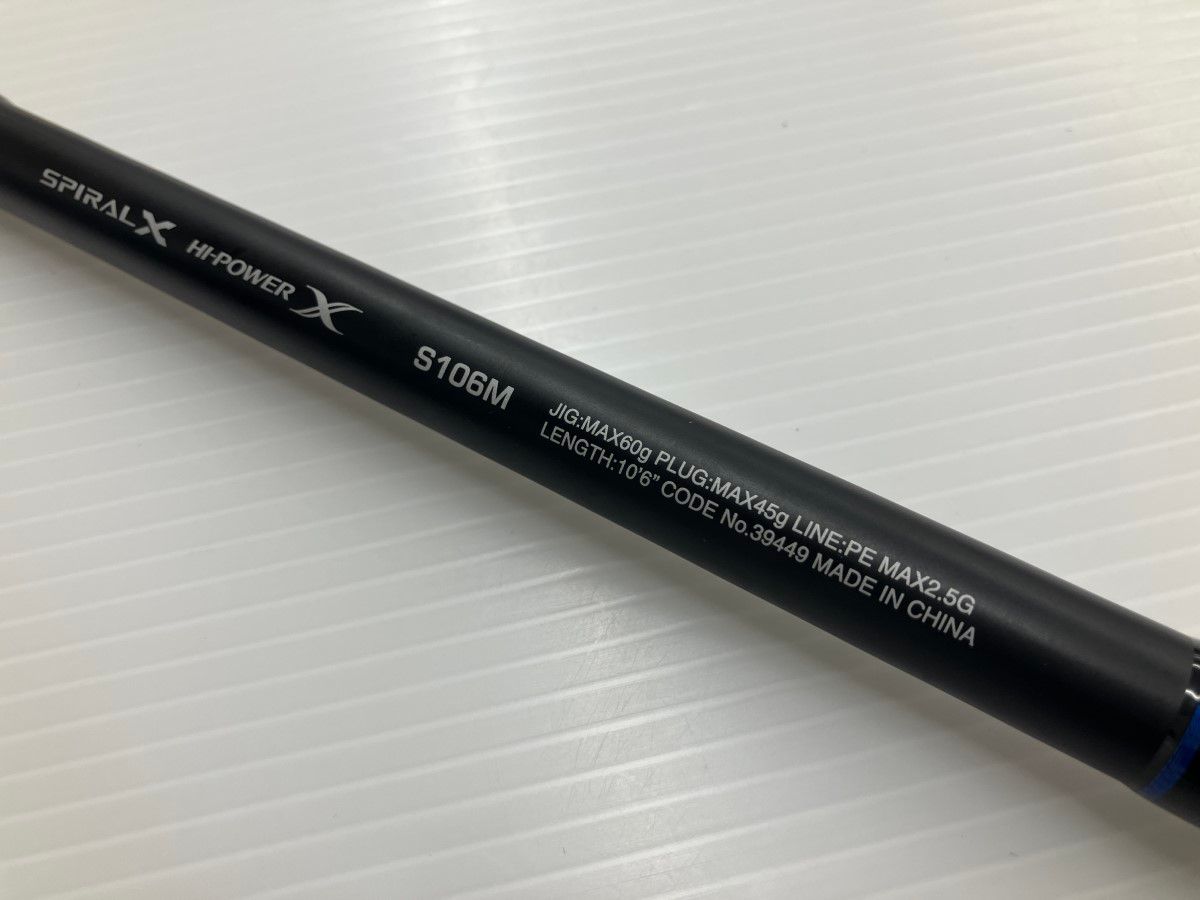 SPIRAL X HI-POWER X S106M
JIG:MAX60g PLUG:MAX45g LINE:PE MAX2.5G
LENGTH:10'6" CODE No.39449 MADE IN CHINA